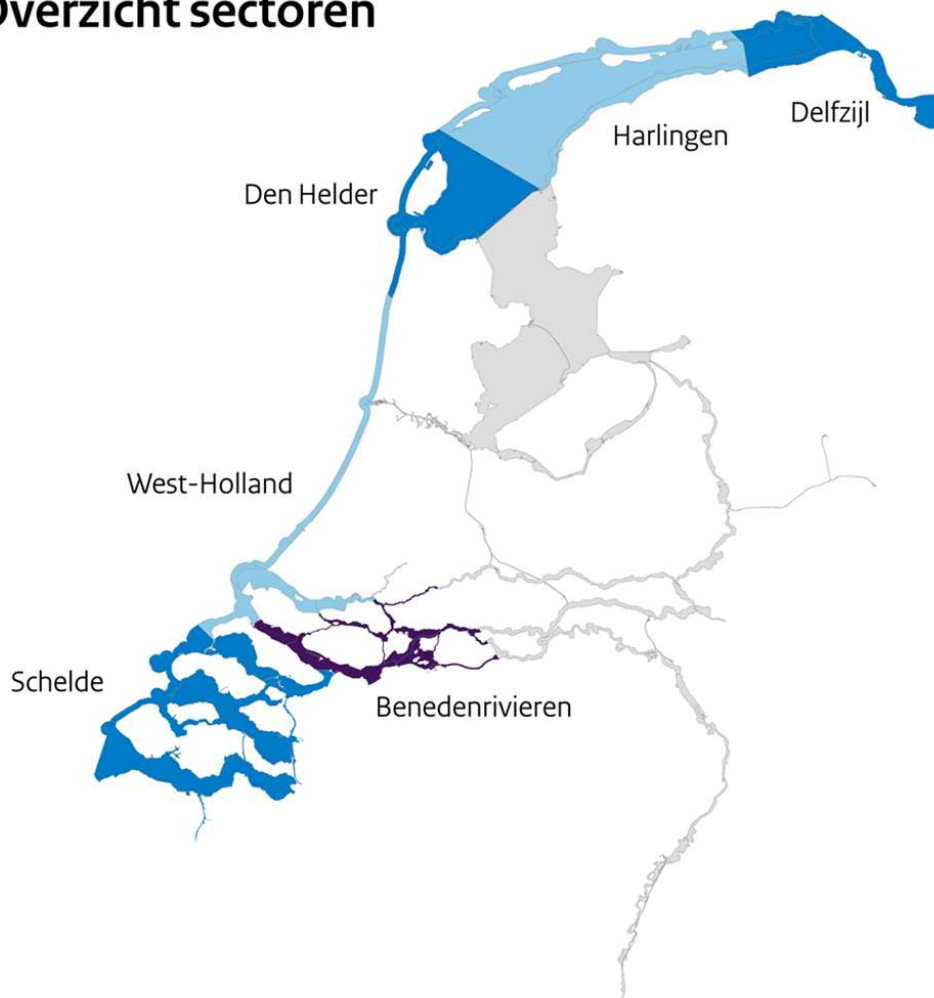 Overzicht sectoren
Delfzijl
Harlingen
Den Helder
West-Holland
Schelde
Benedenrivieren